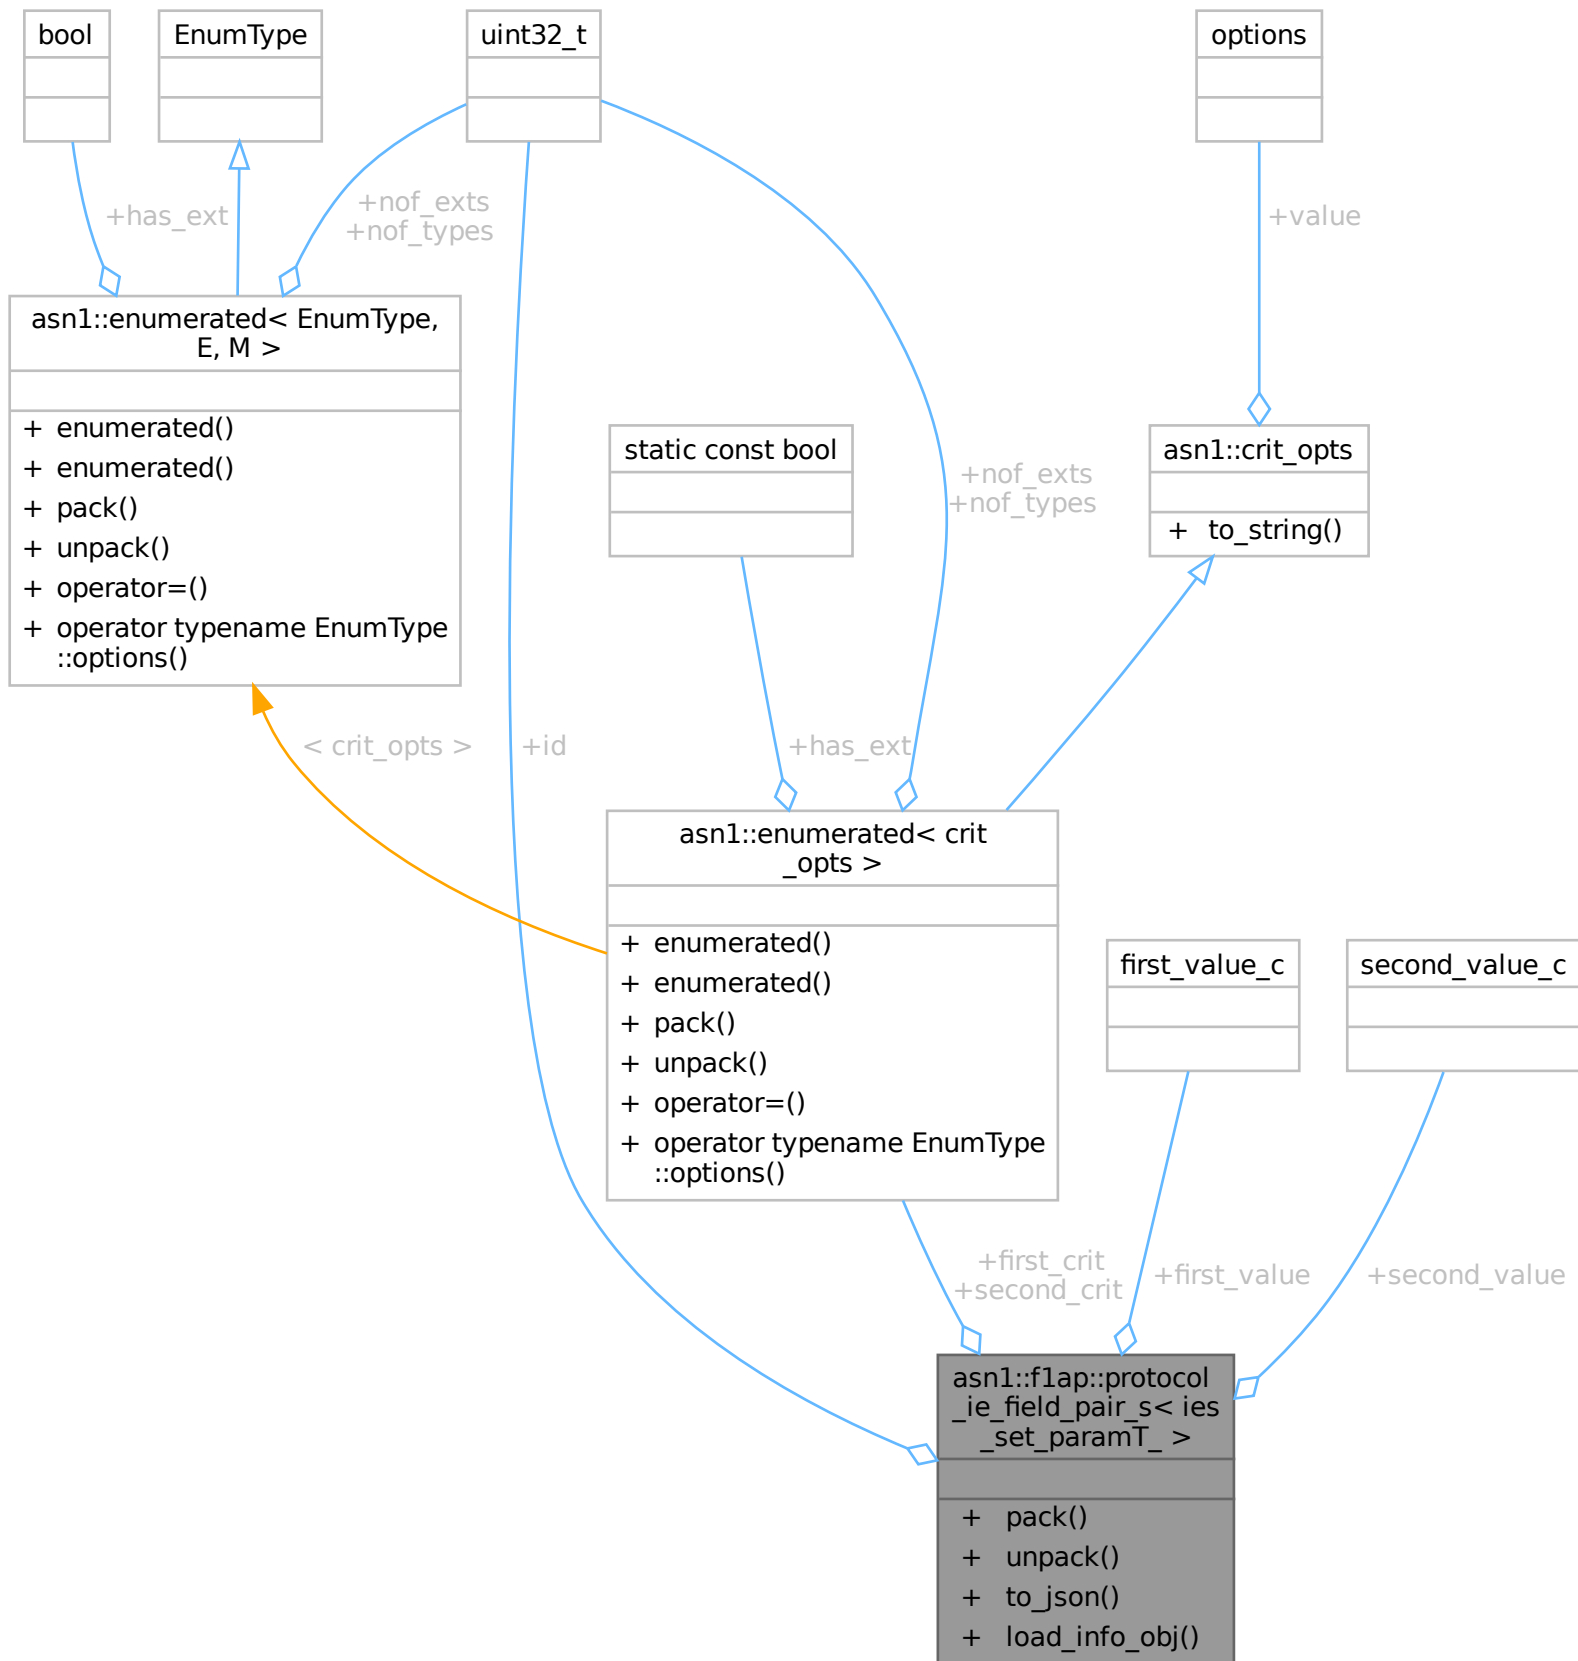 bool
EnumType
uint32_t
options
+has_ext
+nof_exts
+nof_types
+value
asn1::enumerated< EnumType,
E, M >
+ enumerated()
+ enumerated()
+ pack()
+ unpack()
+ operator=()
+ operator typename EnumType
::options()
static const bool
+nof_exts
+nof_types
asn1::crit_opts
+ to_string()
< crit_opts >
+id
+has_ext
asn1::enumerated< crit
_opts >
+ enumerated()
+ enumerated()
+ pack()
+ unpack()
+ operator=()
+ operator typename EnumType
::options()
first_value_c
second_value_c
+first_crit
+second_crit
+first_value
+second_value
asn1::f1ap::protocol
_ie_field_pair_s< ies
_set_paramT_ >
+ pack()
+ unpack()
+ to_json()
+ load_info_obj()